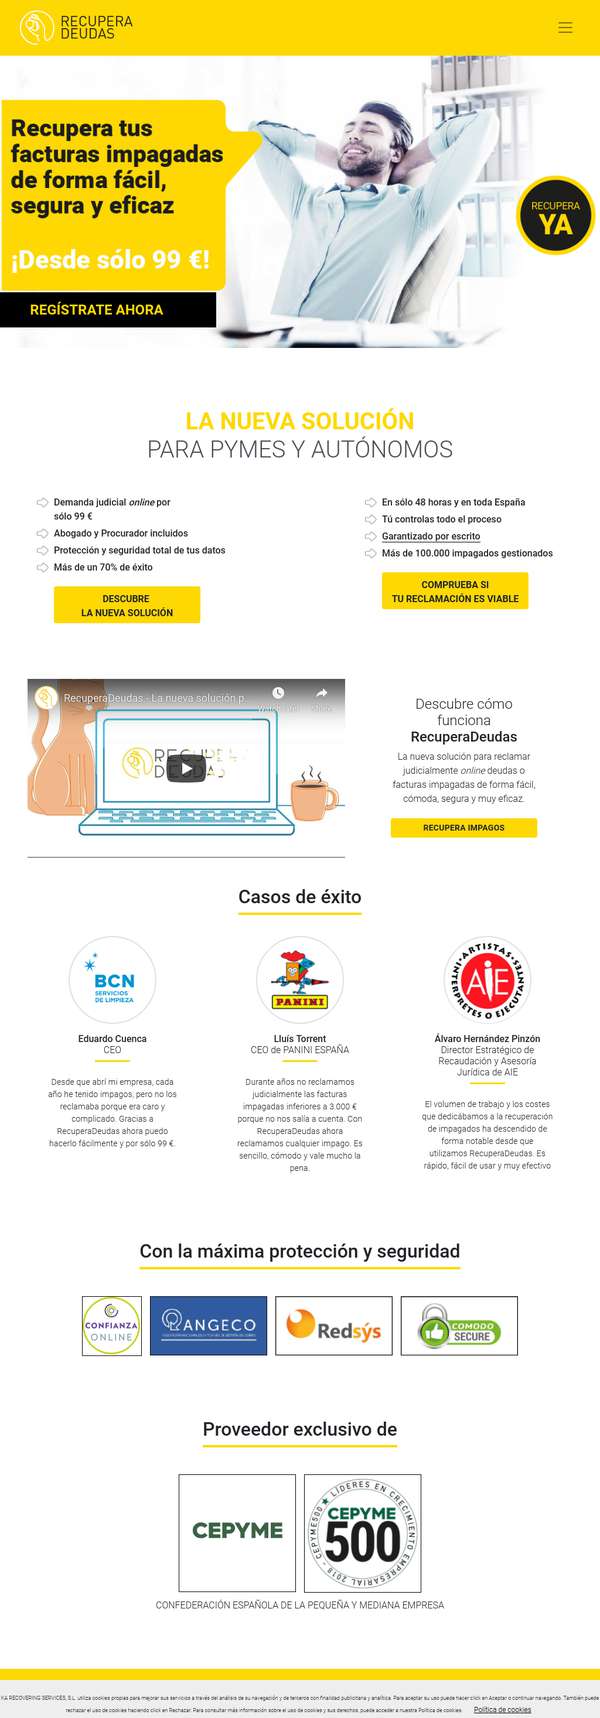 RECUPERA
DEUDAS
Recupera tus
facturas impagadas
de forma fácil,
segura y eficaz
¡Desde sólo 99 €!
REGÍSTRATE AHORA
RECUPERA
YA
LA NUEVA SOLUCIÓN
PARA PYMES Y AUTÓNOMOS
Demanda judicial online por
sólo 99 €
Abogado y Procurador incluidos
Protección y seguridad total de tus datos
Más de un 70% de éxito
DESCUBRE
LA NUEVA SOLUCIÓN
En sólo 48 horas y en toda España
Tú controlas todo el proceso
Garantizado por escrito
Más de 100.000 impagados gestionados
COMPRUEBA SI
TU RECLAMACIÓN ES VIABLE
RecuperaDeudas - La nueva solución p...
RECUPERA
DEUDAS
Descubre cómo
funciona
RecuperaDeudas
La nueva solución para reclamar
judicialmente online deudas o
facturas impagadas de forma fácil,
cómoda, segura y muy eficaz.
RECUPERA IMPAGOS
Casos de éxito
BCN
SERVICIOS
DE LIMPIEZA
Eduardo Cuenca
CEO
Desde que abrí mi empresa, cada
año he tenido impagos; pero no los
reclamaba porque era caro y
complicado. Gracias a
RecuperaDeudas ahora puedo
hacerlo fácilmente y por sólo 99 €.
PANINI
Lluís Torrent
CEO de PANINI ESPAÑA
Durante años no reclamamos
judicialmente las facturas
impagadas inferiores a 3.000 €
porque no nos salía a cuenta. Con
RecuperaDeudas ahora
reclamamos cualquier impago. Es
sencillo, cómodo y vale mucho la
pena.
ARTISTAS
INTERPRETES O EJECUTANTES
AIE
Álvaro Hernández Pinzón
Director Estratégico de
Recaudación y Asesoría
Jurídica de AIE
El volumen de trabajo y los costes
que dedicábamos a la recuperación
de impagados ha descendido de
forma notable desde que
utilizamos RecuperaDeudas. Es
rápido, fácil de usar y muy efectivo
Con la máxima protección y seguridad
CONFIANZA
ONLINE
ANGECO
Redsýs
COMODO
SECURE
Proveedor exclusivo de
CEPYME
CEPYME500 ★ LÍDERES EN CRECIMIENTO EMPRESARIAL 2019
CEPYME
500
CONFEDERACIÓN ESPAÑOLA DE LA PEQUEÑA Y MEDIANA EMPRESA
YA RECOVERING SERVICES, S.L. utiliza cookies propias para mejorar sus servicios a través del análisis de su navegación y de terceros con finalidad publicitaria y analítica. Para aceptar su uso puede hacer click en Aceptar o continuar navegando. También puede
rechazar el uso de cookies haciendo click en Rechazar. Para consultar más información sobre el uso de cookies y sus derechos, puede acceder a nuestra Política de cookies. Política de cookies